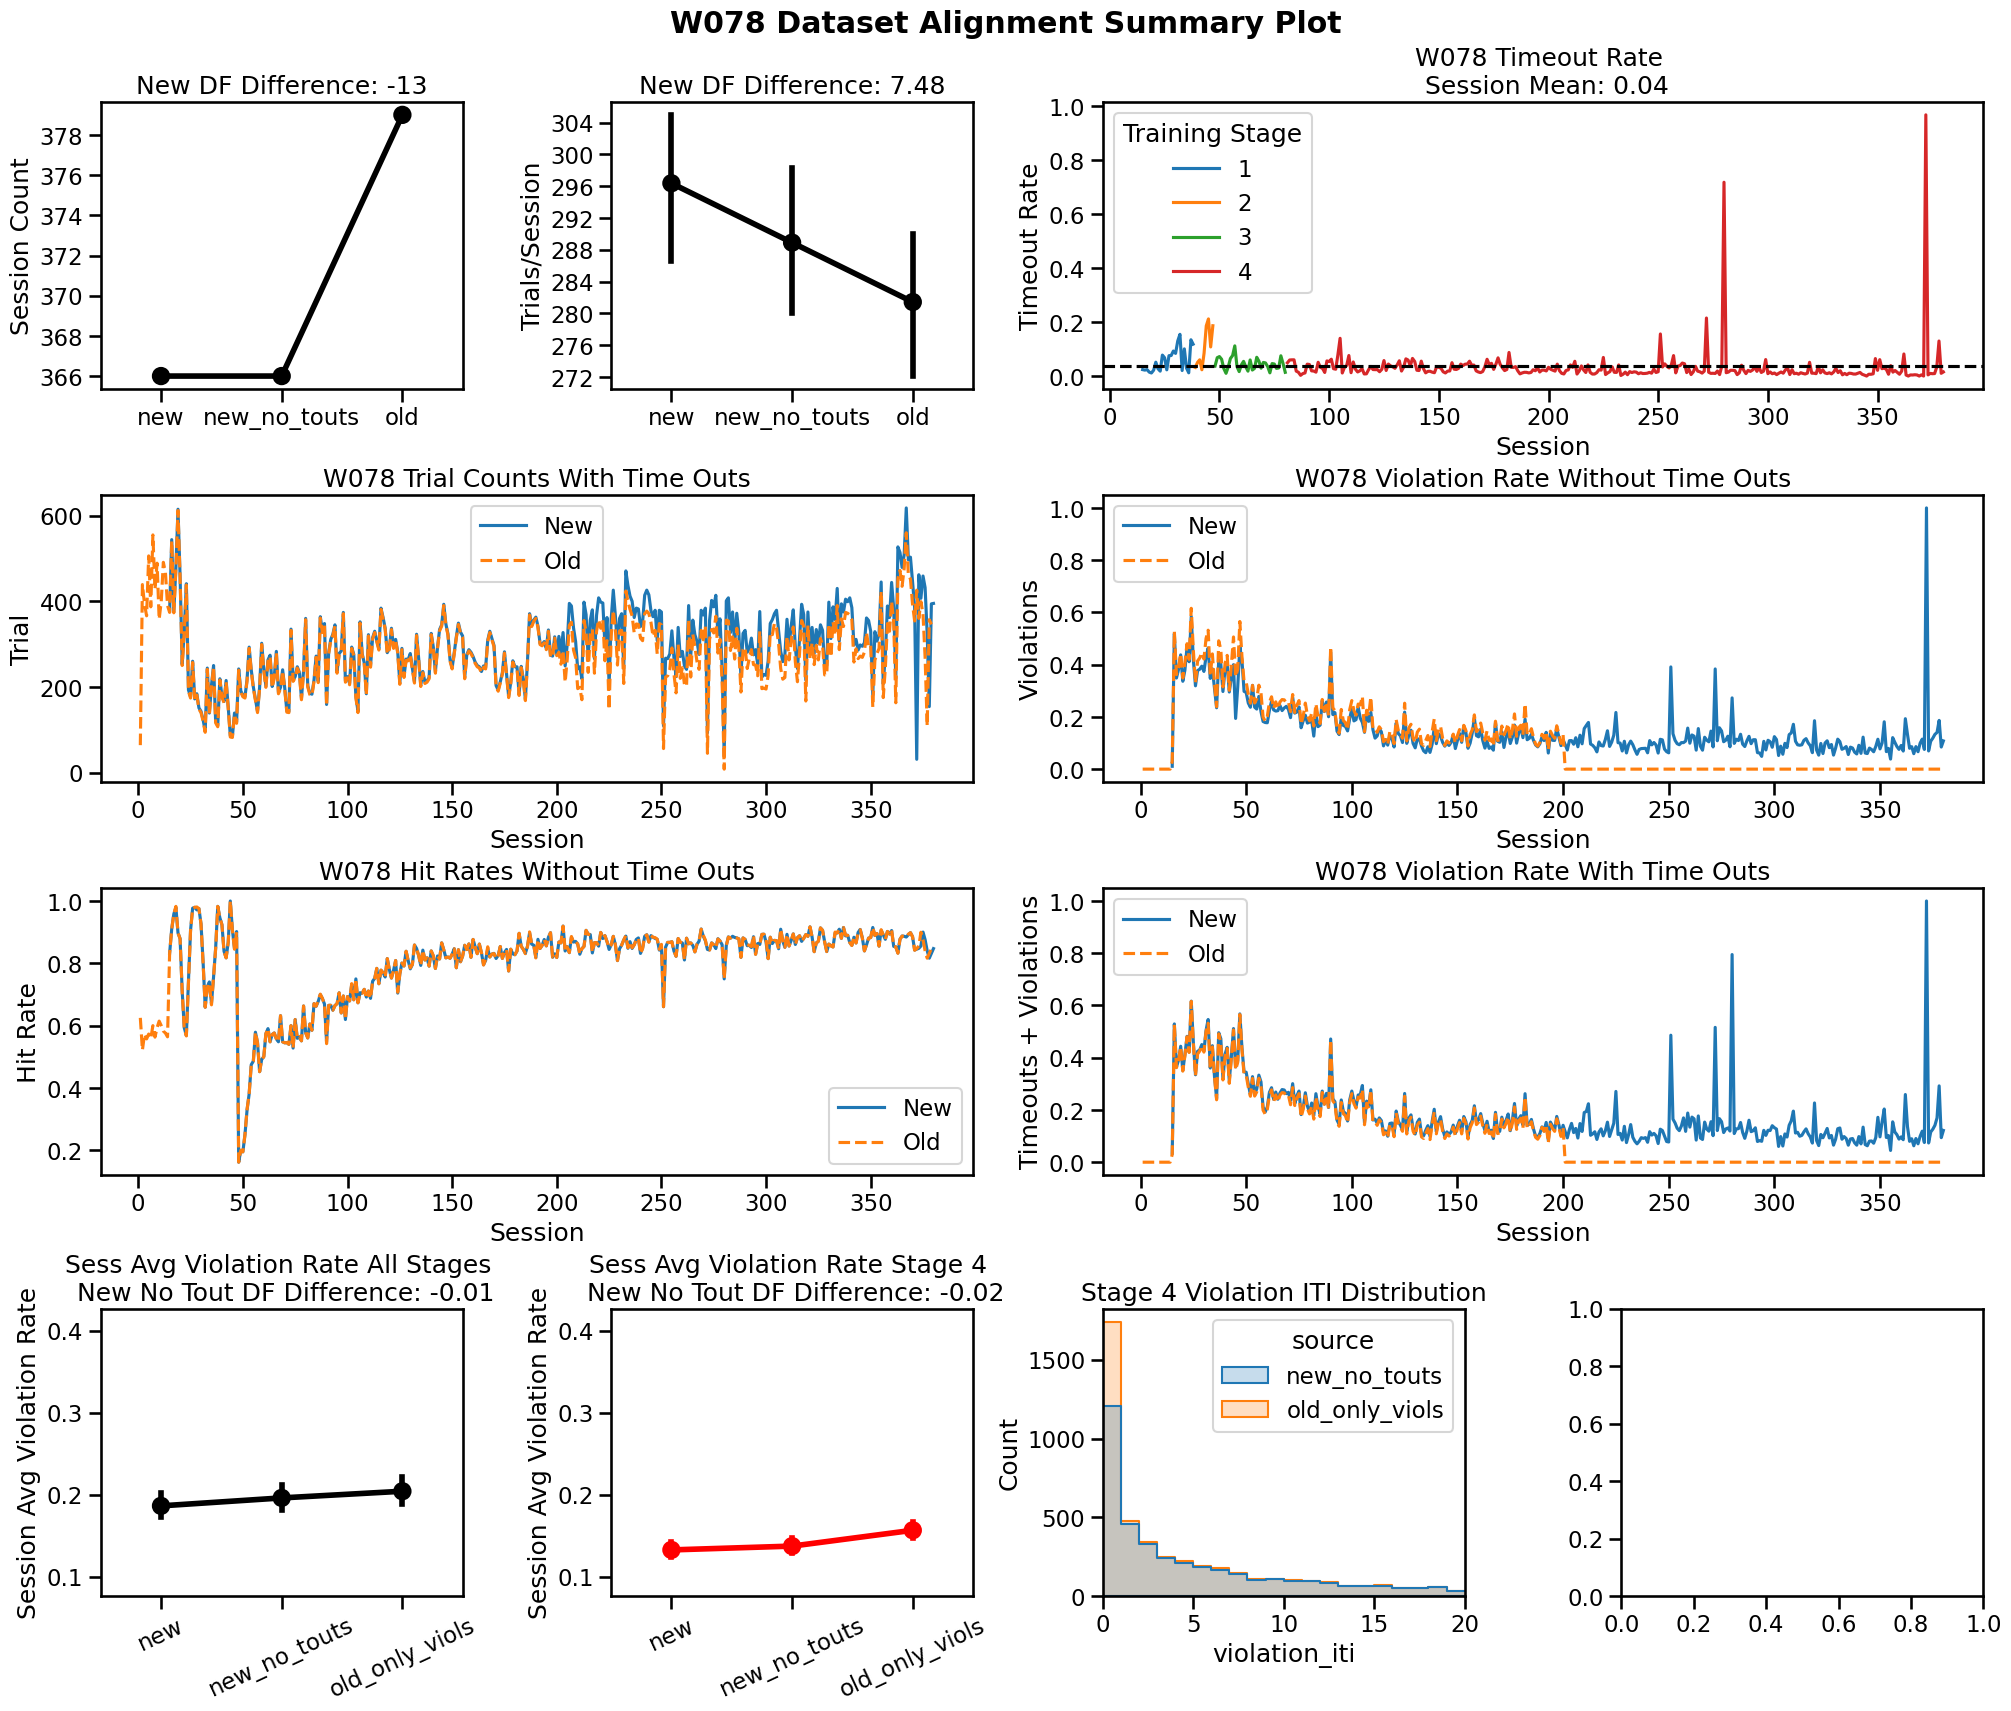 W078 Dataset Alignment Summary Plot
New DF Difference: -13
Session Count
378
376
374
372
370
368
366
new new_no_touts old
New DF Difference: 7.48
Trials/Session
304
300
296
292
288
284
280
276
272
new new_no_touts old
W078 Timeout Rate
Session Mean: 0.04
Timeout Rate
1.0
0.8
0.6
0.4
0.2
0.0
Training Stage
1
2
3
4
0 50 100 150 200 250 300 350
Session
W078 Trial Counts With Time Outs
Trial
600
400
200
0
New
Old
0 50 100 150 200 250 300 350
Session
W078 Violation Rate Without Time Outs
Violations
1.0
0.8
0.6
0.4
0.2
0.0
New
Old
0 50 100 150 200 250 300 350
Session
W078 Hit Rates Without Time Outs
Hit Rate
1.0
0.8
0.6
0.4
0.2
New
Old
0 50 100 150 200 250 300 350
Session
W078 Violation Rate With Time Outs
Timeouts + Violations
1.0
0.8
0.6
0.4
0.2
0.0
New
Old
0 50 100 150 200 250 300 350
Session
Sess Avg Violation Rate All Stages
New No Tout DF Difference: -0.01
Session Avg Violation Rate
0.4
0.3
0.2
0.1
new
new_no_touts
old_only_viols
Sess Avg Violation Rate Stage 4
New No Tout DF Difference: -0.02
Session Avg Violation Rate
0.4
0.3
0.2
0.1
new
new_no_touts
old_only_viols
Stage 4 Violation ITI Distribution
Count
1500
1000
500
0
source
new_no_touts
old_only_viols
0 5 10 15 20
violation_iti
1.0
0.8
0.6
0.4
0.2
0.0
0.0 0.2 0.4 0.6 0.8 1.0